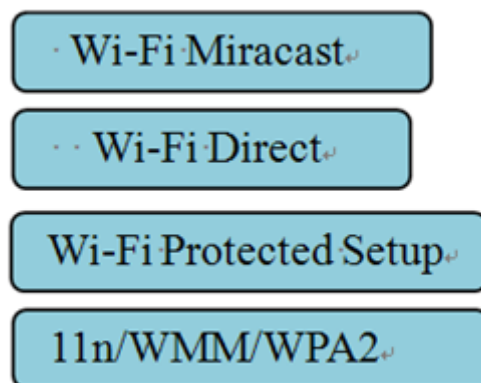 Wi-Fi Miracast
Wi-Fi Direct
Wi-Fi Protected Setup
11n/WMM/WPA2